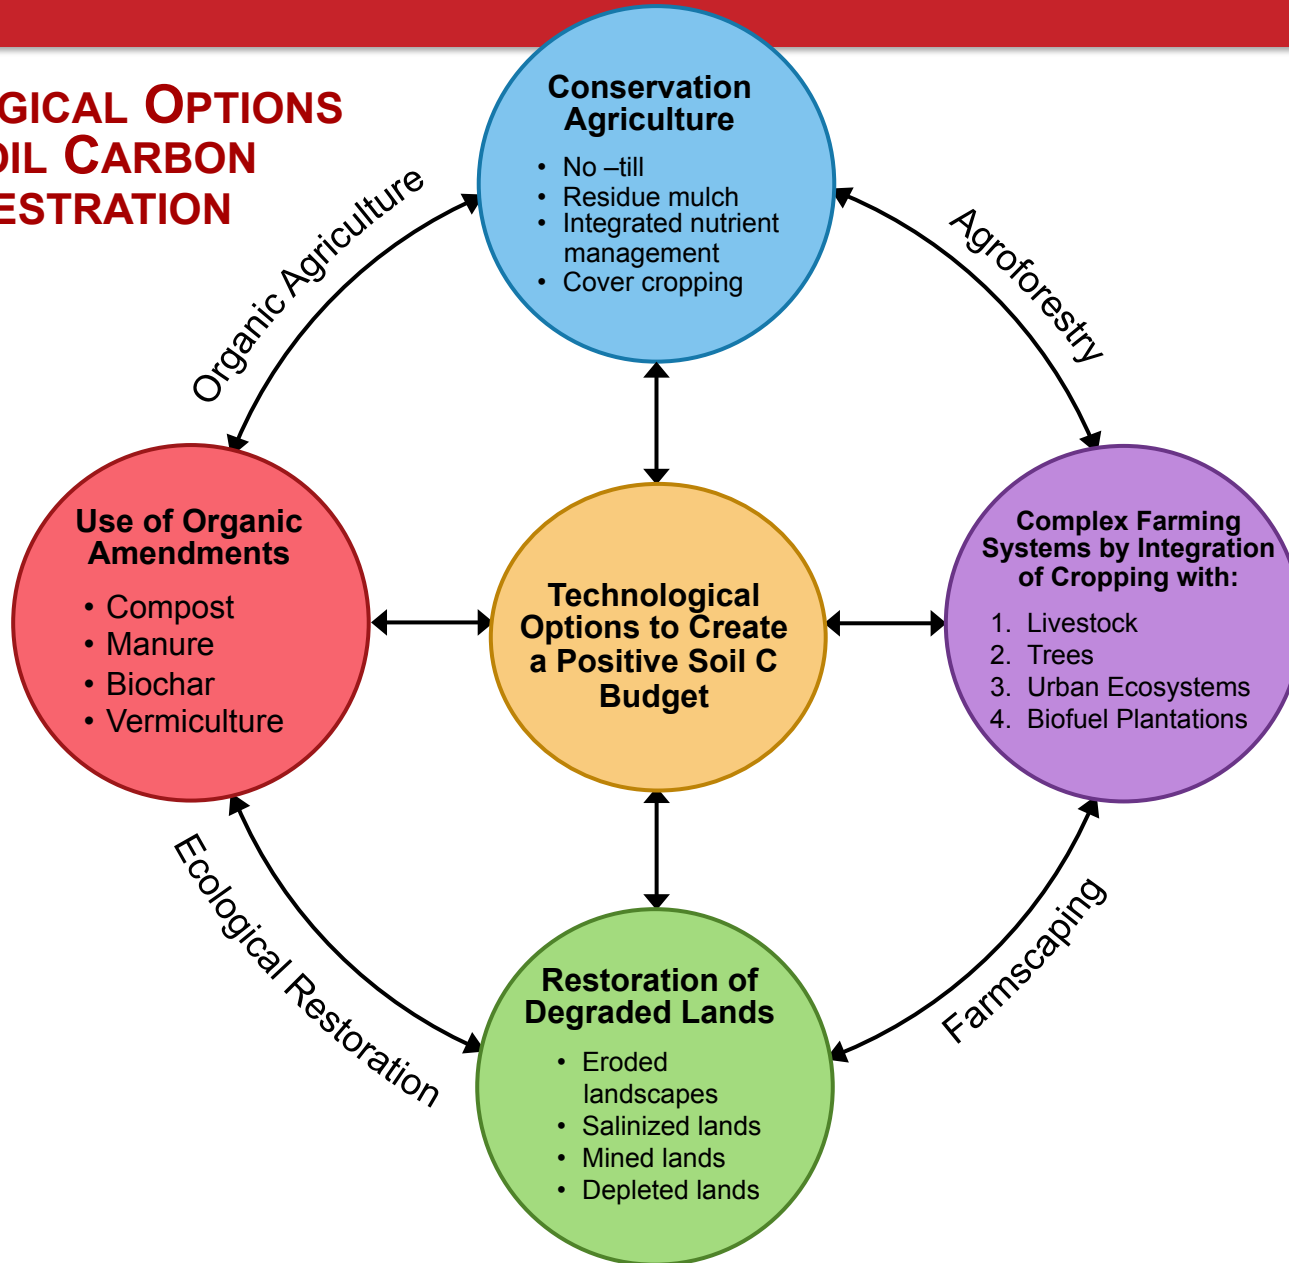 GICAL OPTIONS
OIL CARBON
ESTRATION
Conservation
Agriculture
• No –till
• Residue mulch
• Integrated nutrient
management
• Cover cropping
Organic Agriculture
Agroforestry
Use of Organic
Amendments
• Compost
• Manure
• Biochar
• Vermiculture
Technological
Options to Create
a Positive Soil C
Budget
Complex Farming
Systems by Integration
of Cropping with:
1. Livestock
2. Trees
3. Urban Ecosystems
4. Biofuel Plantations
Ecological Restoration
Farmscaping
Restoration of
Degraded Lands
• Eroded
landscapes
• Salinized lands
• Mined lands
• Depleted lands